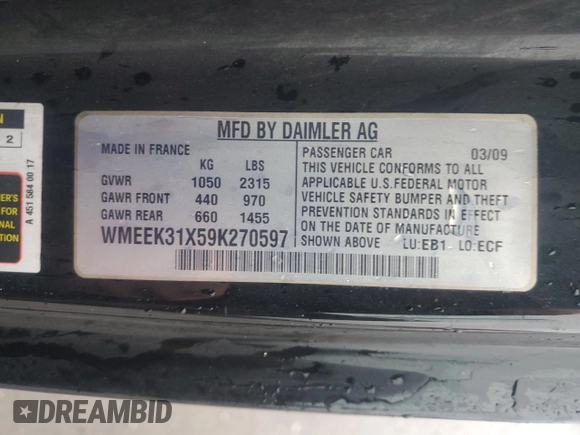 MFD BY DAIMLER AG
MADE IN FRANCE
KG LBS
GVWR 1050 2315
GAWR FRONT 440 970
GAWR REAR 660 1455
WMEEK31X59K270597
PASSENGER CAR 03/09
THIS VEHICLE CONFORMS TO ALL
APPLICABLE U.S. FEDERAL MOTOR
VEHICLE SAFETY BUMPER AND THEFT
PREVENTION STANDARDS IN EFFECT
ON THE DATE OF MANUFACTURE
SHOWN ABOVE LU:EB1 LO:ECF
A 451 584 00 17
2
FOR
DREAMBID